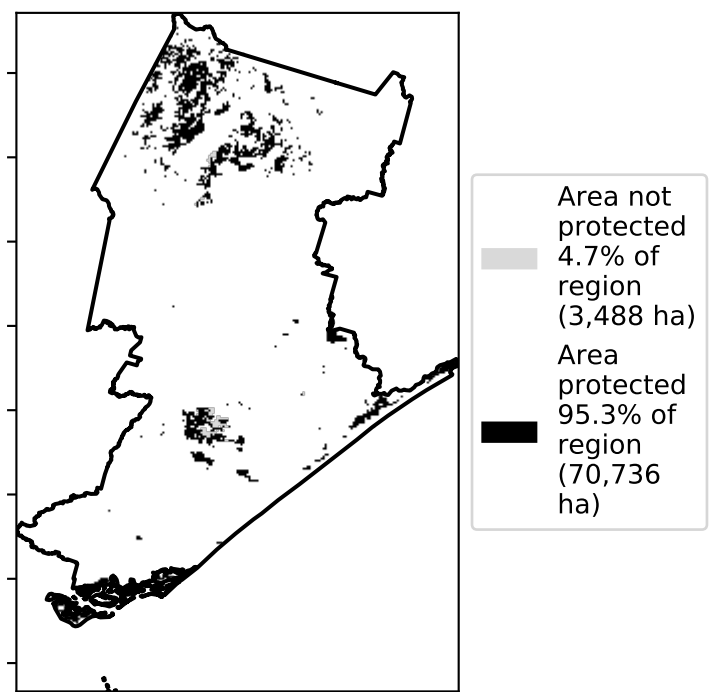 Area not
protected
4.7% of
region
(3,488 ha)
Area
protected
95.3% of
region
(70,736
ha)